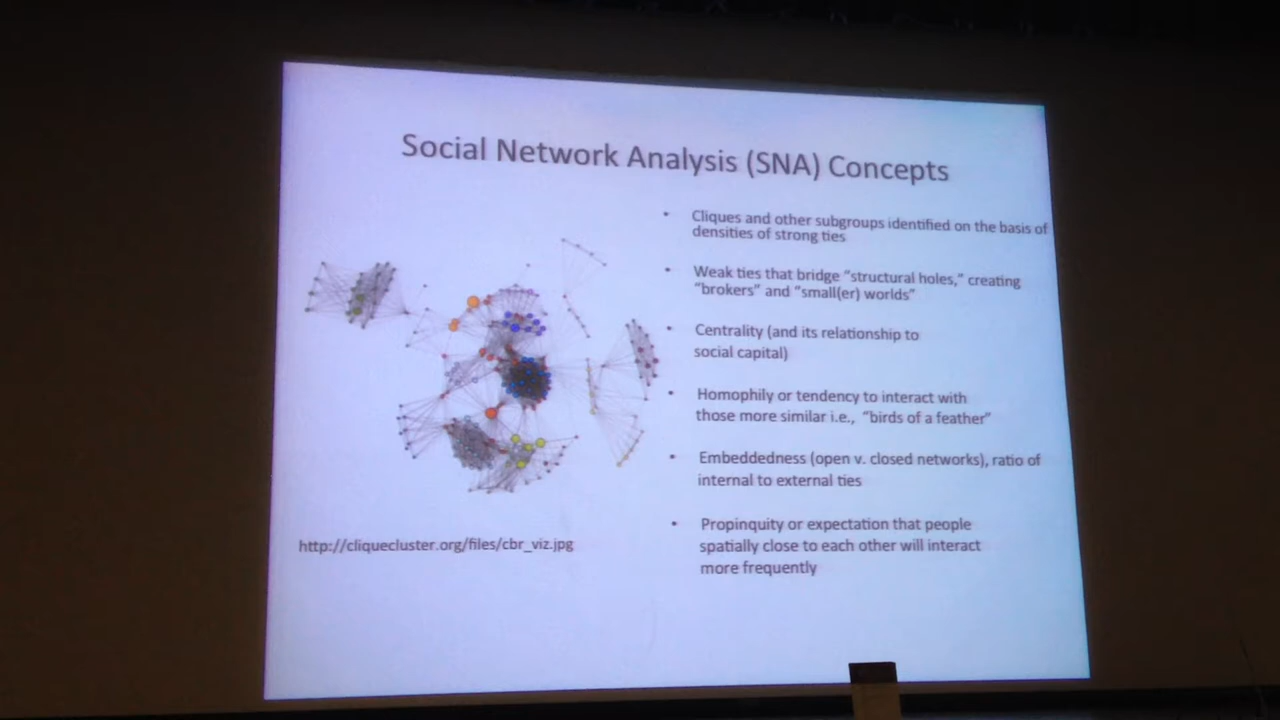 Social Network Analysis (SNA) Concepts
Cliques and other subgroups identified on the basis of
densities of strong ties
Weak ties that bridge “structural holes,” creating
“brokers” and “small(er) worlds”
Centrality (and its relationship to
social capital)
Homophily or tendency to interact with
those more similar i.e., “birds of a feather”
Embeddedness (open v. closed networks), ratio of
internal to external ties
Propinquity or expectation that people
spatially close to each other will interact
more frequently
http://cliquecluster.org/files/cbr_viz.jpg